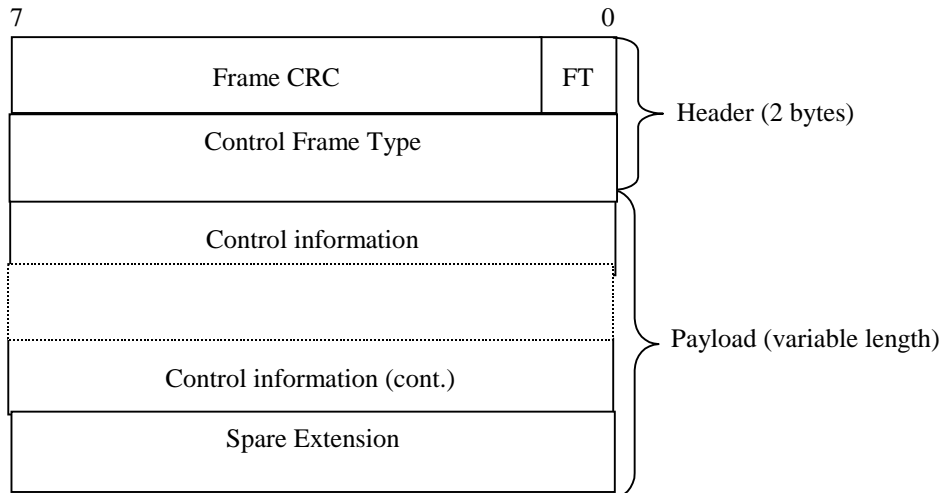 7 0
Frame CRC FT
Header (2 bytes)
Control Frame Type
Control information
Payload (variable length)
Control information (cont.)
Spare Extension